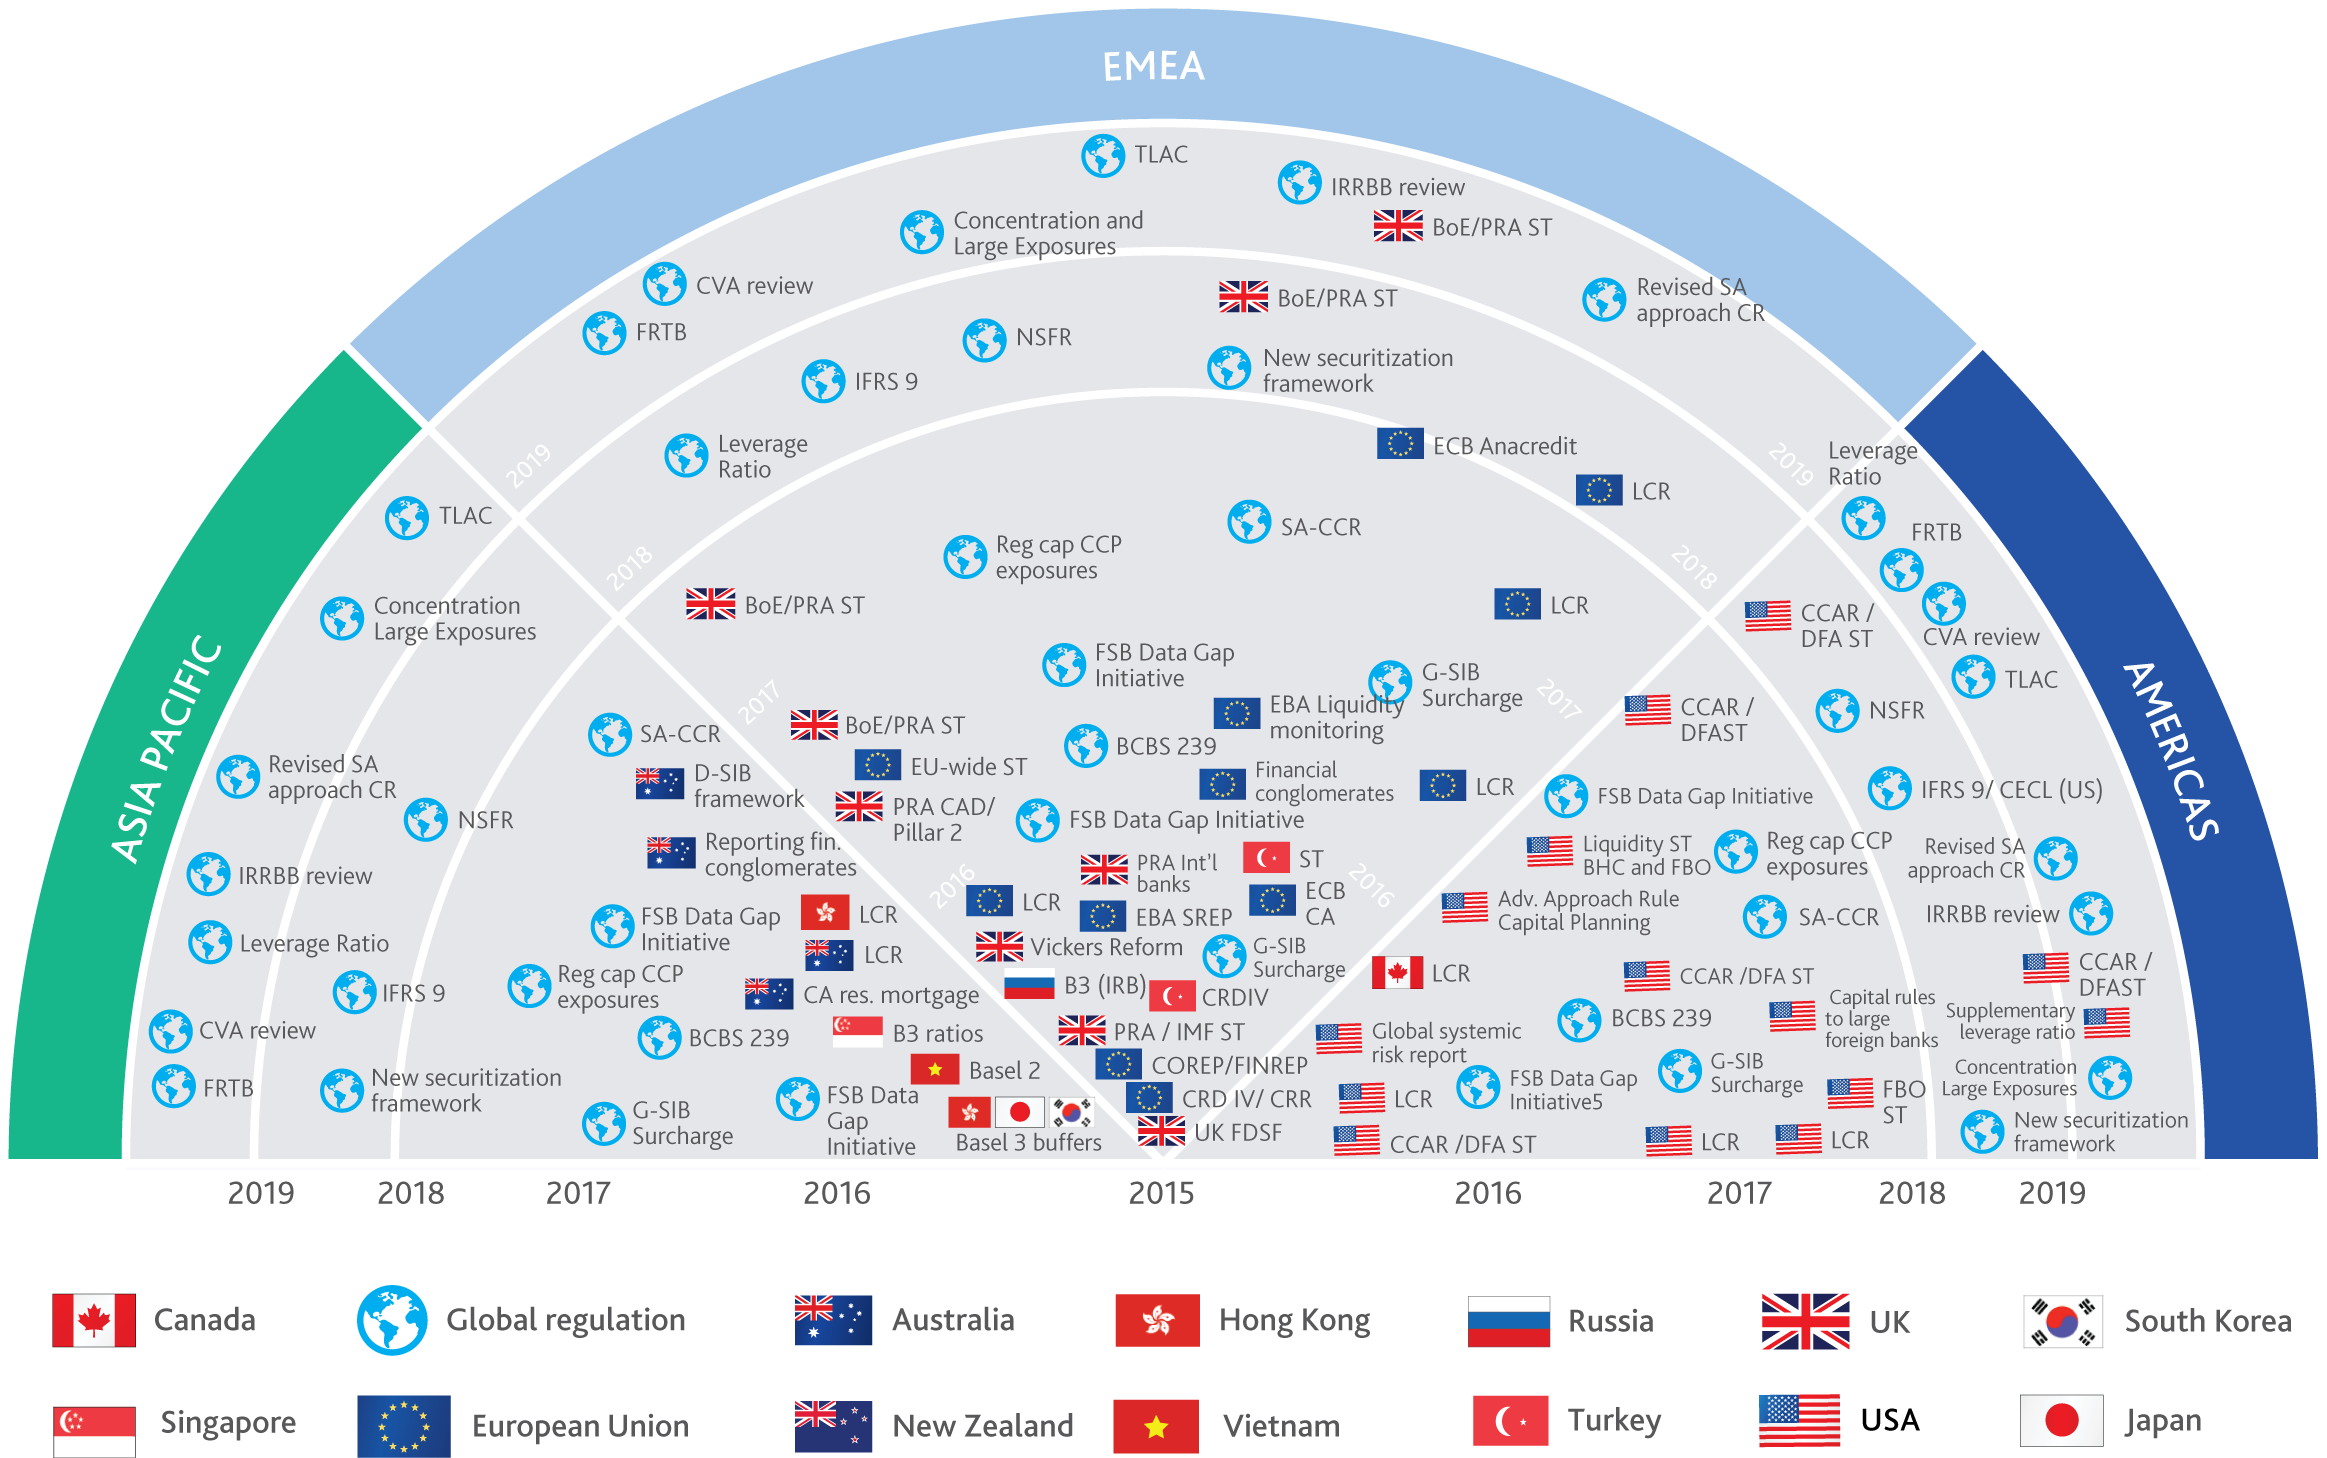 EMEA
TLAC
IRRBB review
BoE/PRA ST
Concentration and
Large Exposures
CVA review
FRTB
Revised SA
approach CR
BoE/PRA ST
NSFR
New securitization
framework
IFRS 9
Leverage
Ratio
ECB Anacredit
LCR
2019
2019
2018
2018
SA-CCR
Reg cap CCP
exposures
BoE/PRA ST
LCR
FSB Data Gap
Initiative
G-SIB
Surcharge
2017
2017
BoE/PRA ST
EBA Liquidity
monitoring
BCBS 239
EU-wide ST
Financial
conglomerates
LCR
PRA CAD/
Pillar 2
FSB Data Gap Initiative
PRA Int'l
banks
ST
2016
2016
LCR
EBA SREP
ECB
CA
Vickers Reform
G-SIB
Surcharge
B3 (IRB)
CRDIV
PRA / IMF ST
COREP/FINREP
CRD IV/ CRR
UK FDSF
ASIA PACIFIC
TLAC
Concentration
Large Exposures
SA-CCR
D-SIB
framework
Revised SA
approach CR
NSFR
Reporting fin.
conglomerates
IRRBB review
FSB Data Gap
Initiative
LCR
Leverage Ratio
LCR
IFRS 9
Reg cap CCP
exposures
CA res. mortgage
CVA review
BCBS 239
B3 ratios
Basel 2
FRTB
New securitization
framework
G-SIB
Surcharge
FSB Data
Gap
Initiative
Basel 3 buffers
AMERICAS
Leverage
Ratio
FRTB
CCAR /
DFA ST
CVA review
TLAC
CCAR /
DFAST
NSFR
FSB Data Gap Initiative
IFRS 9/ CECL (US)
Liquidity ST
BHC and FBO
Reg cap CCP
exposures
Revised SA
approach CR
Adv. Approach Rule
Capital Planning
SA-CCR
IRRBB review
LCR
CCAR /DFA ST
CCAR /
DFAST
Global systemic
risk report
BCBS 239
Capital rules
to large
foreign banks
Supplementary
leverage ratio
FSB Data Gap
Initiative5
G-SIB
Surcharge
Concentration
Large Exposures
LCR
FBO
ST
CCAR /DFA ST
LCR
LCR
New securitization
framework
2019
2018
2017
2016
2015
2016
2017
2018
2019
Canada
Global regulation
Australia
Hong Kong
Russia
UK
South Korea
Singapore
European Union
New Zealand
Vietnam
Turkey
USA
Japan